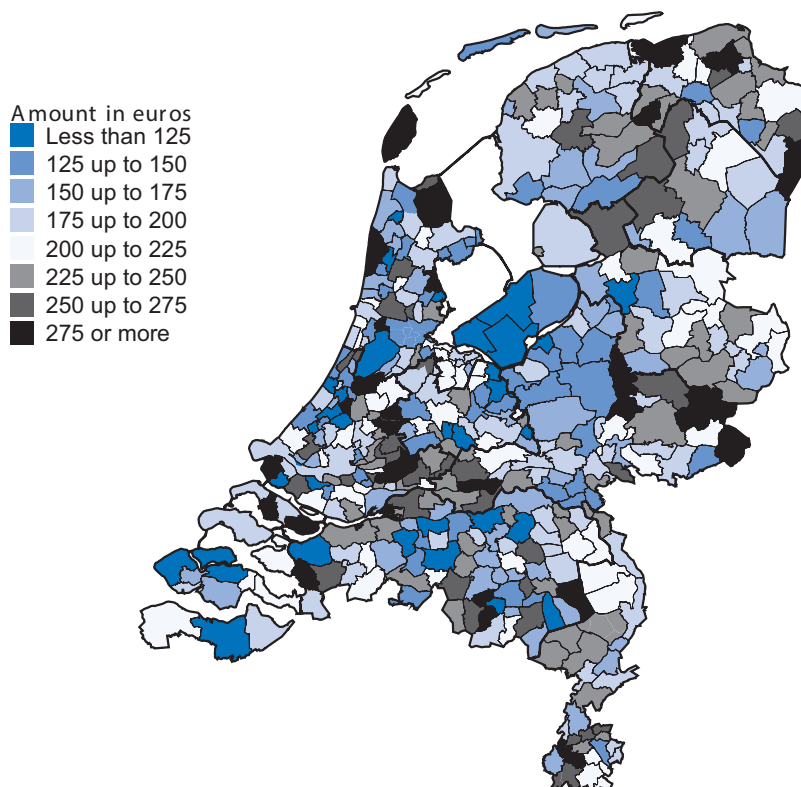 Amount in euros
Less than 125
125 up to 150
150 up to 175
175 up to 200
200 up to 225
225 up to 250
250 up to 275
275 or more